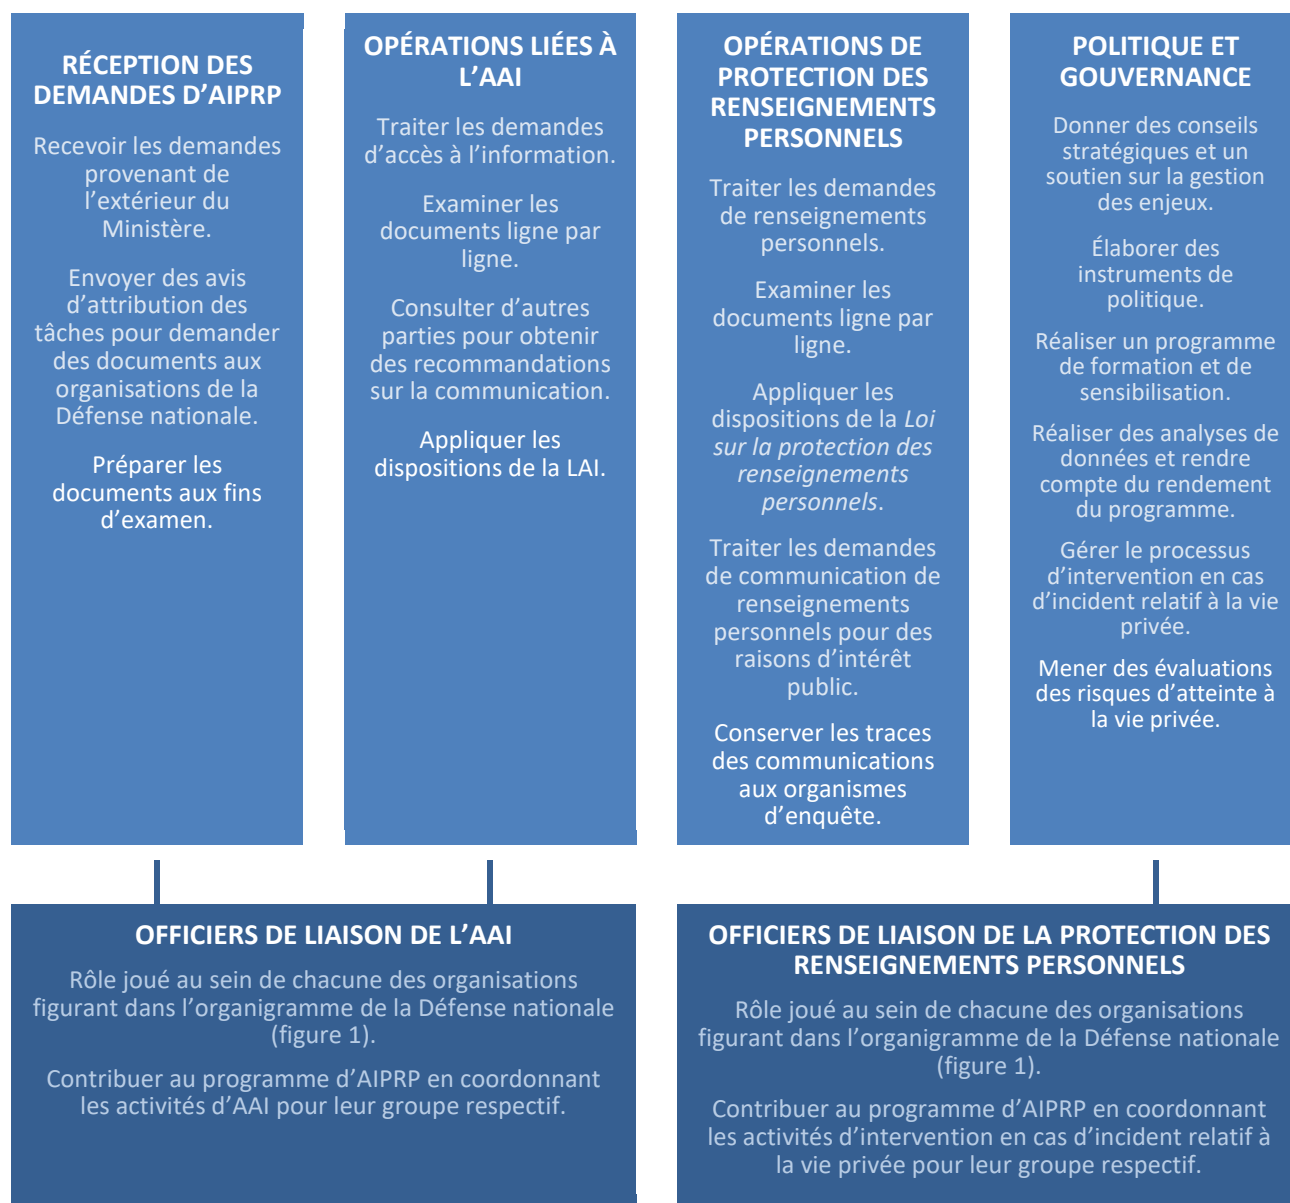 RÉCEPTION DES
DEMANDES D’AIPRP
Recevoir les demandes
provenant de
l’extérieur du
Ministère.
Envoyer des avis
d’attribution des
tâches pour demander
des documents aux
organisations de la
Défense nationale.
Préparer les
documents aux fins
d’examen.
OPÉRATIONS LIÉES À
L’AAI
Traiter les demandes
d’accès à l’information.
Examiner les
documents ligne par
ligne.
Consulter d’autres
parties pour obtenir
des recommandations
sur la communication.
Appliquer les
dispositions de la LAI.
OPÉRATIONS DE
PROTECTION DES
RENSEIGNEMENTS
PERSONNELS
Traiter les demandes
de renseignements
personnels.
Examiner les
documents ligne par
ligne.
Appliquer les
dispositions de la Loi
sur la protection des
renseignements
personnels.
Traiter les demandes
de communication de
renseignements
personnels pour des
raisons d’intérêt
public.
Conserver les traces
des communications
aux organismes
d’enquête.
POLITIQUE ET
GOUVERNANCE
Donner des conseils
stratégiques et un
soutien sur la gestion
des enjeux.
Élaborer des
instruments de
politique.
Réaliser un programme
de formation et de
sensibilisation.
Réaliser des analyses de
données et rendre
compte du rendement
du programme.
Gérer le processus
d’intervention en cas
d’incident relatif à la vie
privée.
Mener des évaluations
des risques d’atteinte à
la vie privée.
OFFICIERS DE LIAISON DE L’AAI
Rôle joué au sein de chacune des organisations
figurant dans l’organigramme de la Défense nationale
(figure 1).
Contribuer au programme d’AIPRP en coordonnant
les activités d’AAI pour leur groupe respectif.
OFFICIERS DE LIAISON DE LA PROTECTION DES
RENSEIGNEMENTS PERSONNELS
Rôle joué au sein de chacune des organisations
figurant dans l’organigramme de la Défense nationale
(figure 1).
Contribuer au programme d’AIPRP en coordonnant
les activités d’intervention en cas d’incident relatif à
la vie privée pour leur groupe respectif.